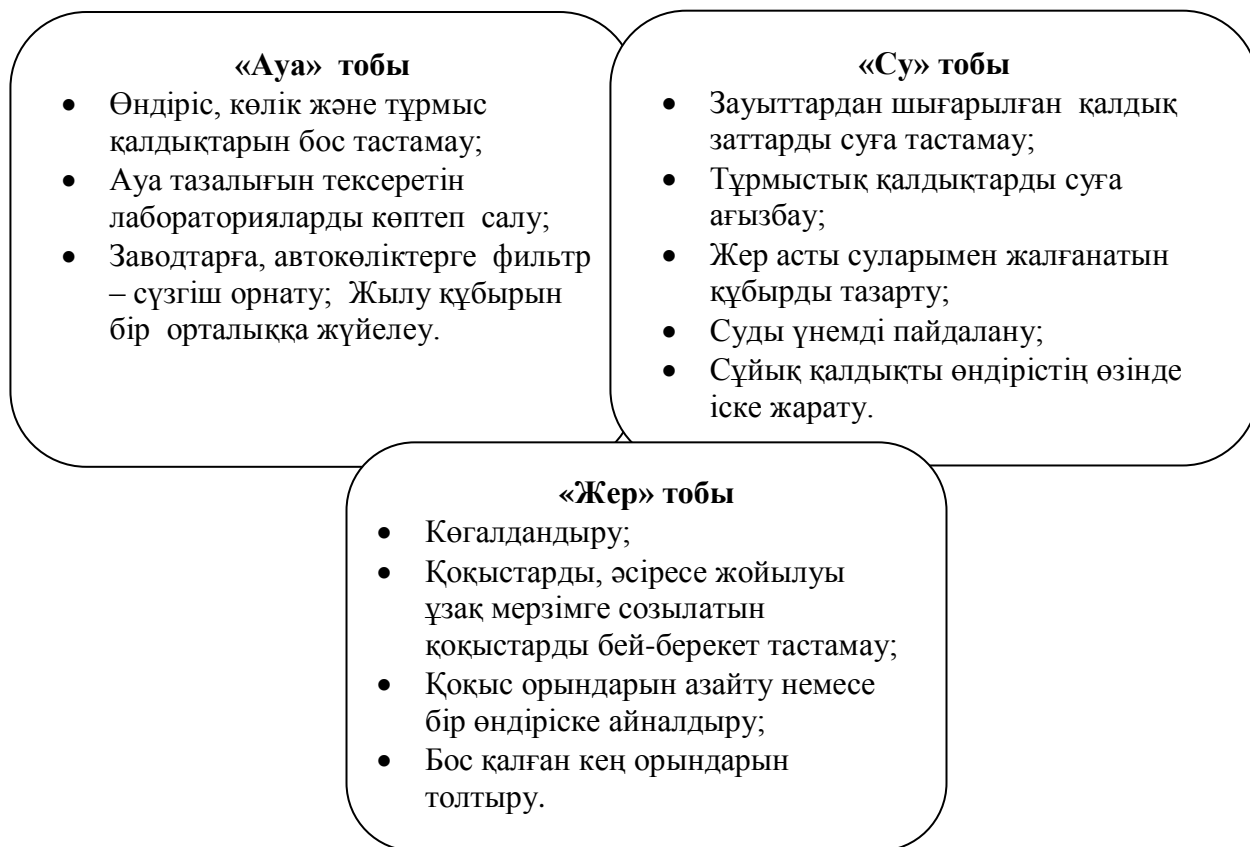 «Ауа» тобы
• Өндіріс, көлік және тұрмыс
қалдықтарын бос тастамау;
• Ауа тазалығын тексеретін
лабораторияларды көптеп салу;
• Заводтарға, автокөліктерге фильтр
– сүзгіш орнату; Жылу құбырын
бір орталыққа жүйелеу.
«Су» тобы
• Зауыттардан шығарылған қалдық
заттарды суға тастамау;
• Тұрмыстық қалдықтарды суға
ағызбау;
• Жер асты суларымен жалғанатын
құбырды тазарту;
• Суды үнемді пайдалану;
• Сұйық қалдықты өндірістің өзінде
іске жарату.
«Жер» тобы
• Көгалдандыру;
• Қоқыстарды, әсіресе жойылуы
ұзақ мерзімге созылатын
қоқыстарды бей-берекет тастамау;
• Қоқыс орындарын азайту немесе
бір өндіріске айналдыру;
• Бос қалған кең орындарын
толтыру.